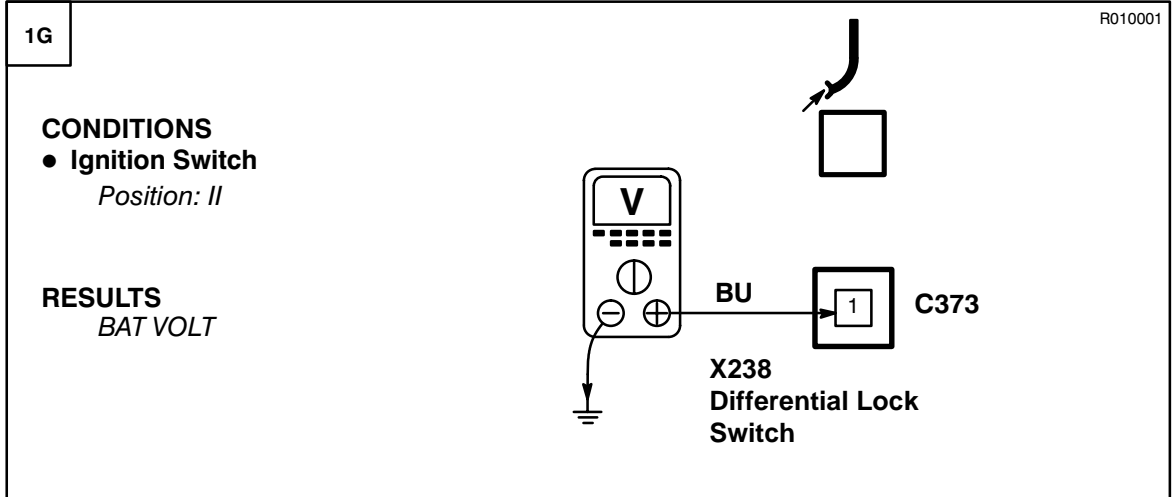 1G
R010001
CONDITIONS
● Ignition Switch
Position: II
RESULTS
BAT VOLT
V
BU
1
C373
X238
Differential Lock
Switch